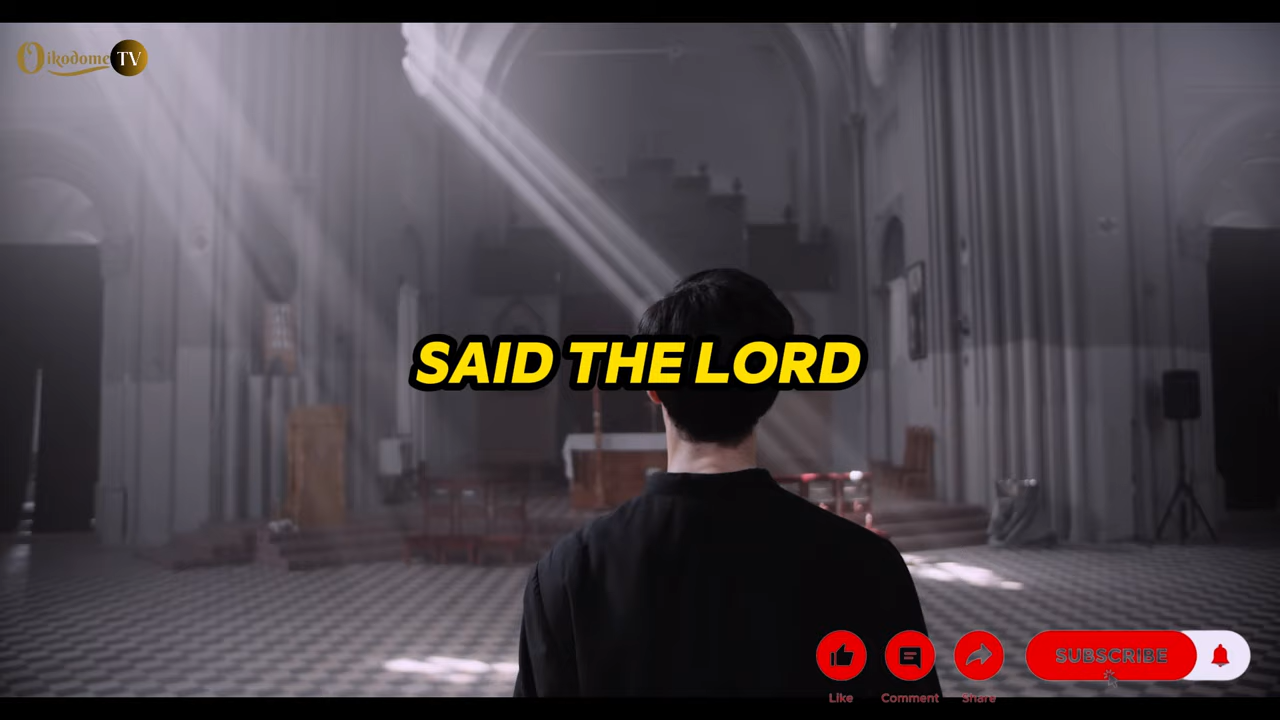 Oikodome TV
SAID THE LORD
SUBSCRIBE
Like
Comment
Share